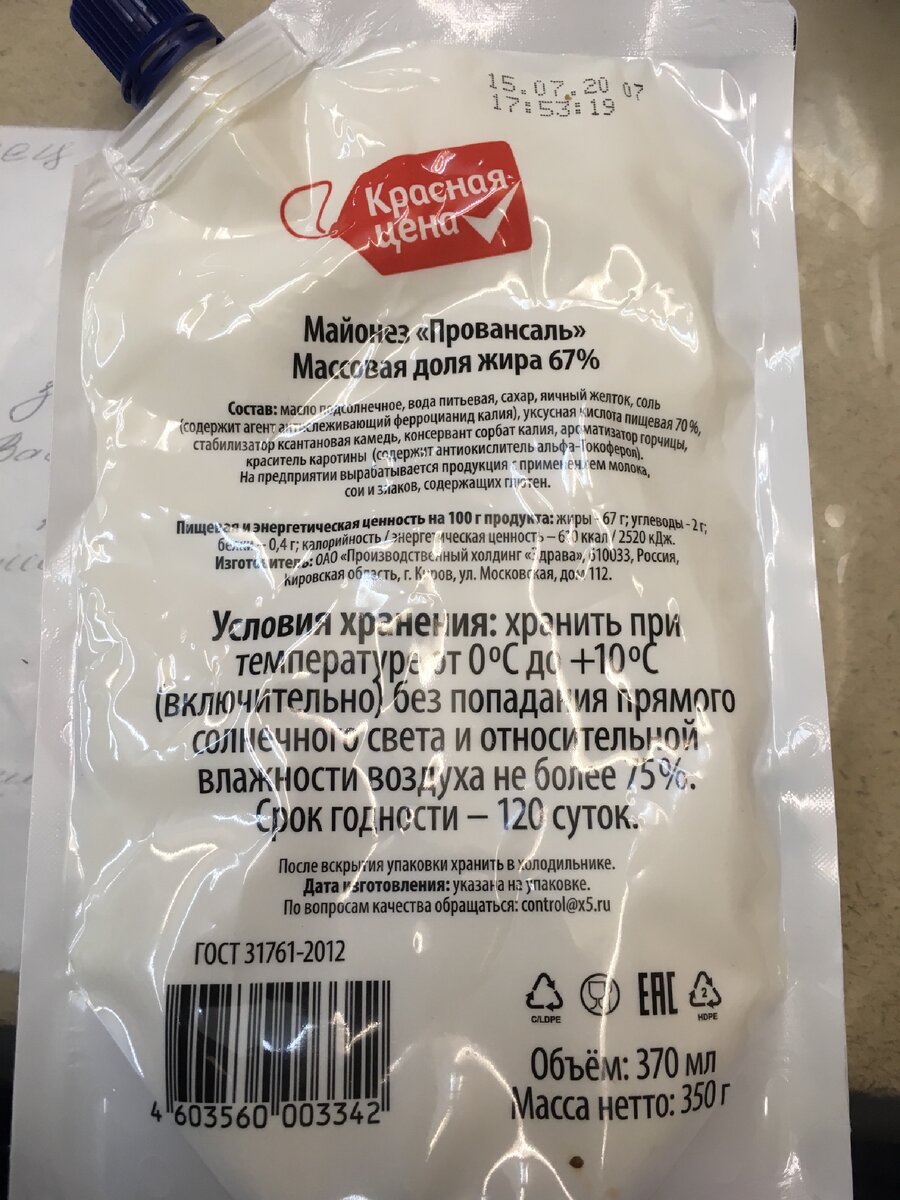 15.07.20 07
17:53:19
Красная
цена
Майонез «Провансаль»
Массовая доля жира 67%
Состав: масло подсолнечное, вода питьевая, сахар, яичный желток, соль
(содержит агент антислеживающий ферроцианид калия), уксусная кислота пищевая 70 %,
стабилизатор ксантановая камедь, консервант сорбат калия, ароматизатор горчицы,
краситель каротины (содержит антиокислитель альфа-токоферол).
На предприятии вырабатывается продукция с применением молока,
сои и злаков, содержащих глютен.
Пищевая и энергетическая ценность на 100 г продукта: жиры - 67 г; углеводы - 2 г;
белки – 0,4 г; калорийность / энергетическая ценность – ккал / 2520 кДж.
Изготовитель: ОАО «Производственный холдинг «Здрава», 610033, Россия,
Кировская область, г. Киров, ул. Московская, дом 112.
Условия хранения: хранить при
температуре от 0ºС до +10ºС
(включительно) без попадания прямого
солнечного света и относительной
влажности воздуха не более 75%.
Срок годности – 120 суток.
После вскрытия упаковки хранить в холодильнике.
Дата изготовления: указана на упаковке.
По вопросам качества обращаться: control@x5.ru
ГОСТ 31761-2012
C/LDPE
EAC
2
HDPE
Объём: 370 мл
Масса нетто: 350 г
4 603560 003342